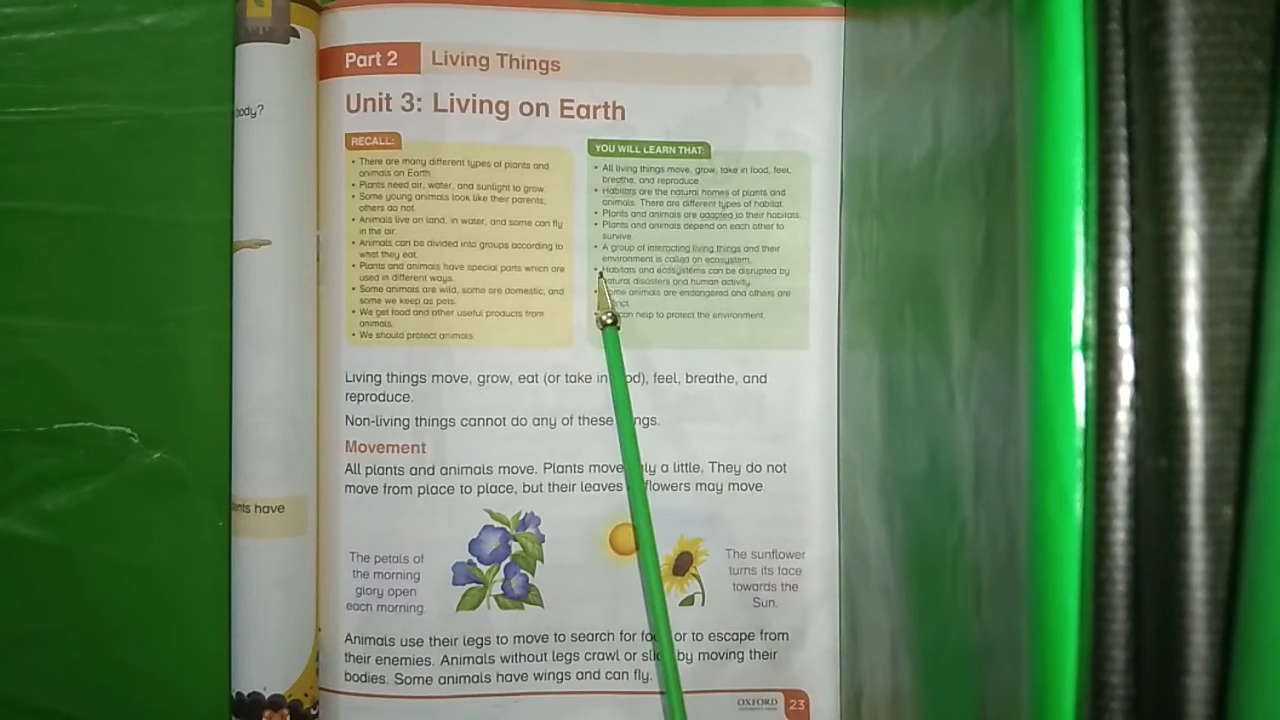 body?
ents have
Part 2
Living Things
Unit 3: Living on Earth
RECALL:
• There are many different types of plants and
animals on Earth.
• Plants need air, water, and sunlight to grow.
• Some young animals look like their parents;
others do not.
• Animals live on land, in water, and some can fly
in the air.
• Animals can be divided into groups according to
what they eat.
• Plants and animals have special parts which are
used in different ways.
• Some animals are wild, some are domestic, and
some we keep as pets.
• We get food and other useful products from
animals.
• We should protect animals.
YOU WILL LEARN THAT:
• All living things move, grow, take in food, feel,
breathe, and reproduce.
• Habitats are the natural homes of plants and
animals. There are different types of habitat.
• Plants and animals are adapted to their habitats.
• Plants and animals depend on each other to
survive.
• A group of interacting living things and their
environment is called an ecosystem.
• Habitats and ecosystems can be disrupted by
natural disasters and human activity.
some animals are endangered and others are
can help to protect the environment.
Living things move, grow, eat (or take in food), feel, breathe, and
reproduce.
Non-living things cannot do any of these things.
Movement
All plants and animals move. Plants move only a little. They do not
move from place to place, but their leaves flowers may move.
The petals of
the morning
glory open
each morning.
The sunflower
turns its face
towards the
Sun.
Animals use their legs to move to search for food or to escape from
their enemies. Animals without legs crawl or slide by moving their
bodies. Some animals have wings and can fly.
OXFORD
UNIVERSITY PRESS
23